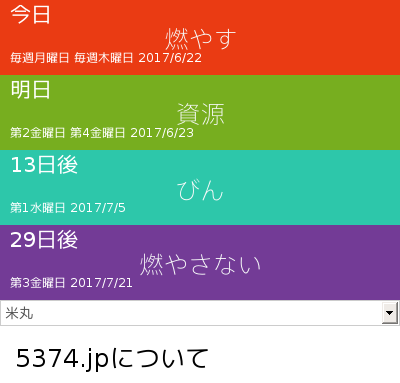 今日
燃やす
毎週月曜日 毎週木曜日 2017/6/22
明日
資源
第2金曜日 第4金曜日 2017/6/23
13日後
びん
第1水曜日 2017/7/5
29日後
燃やさない
第3金曜日 2017/7/21
米丸
5374.jpについて